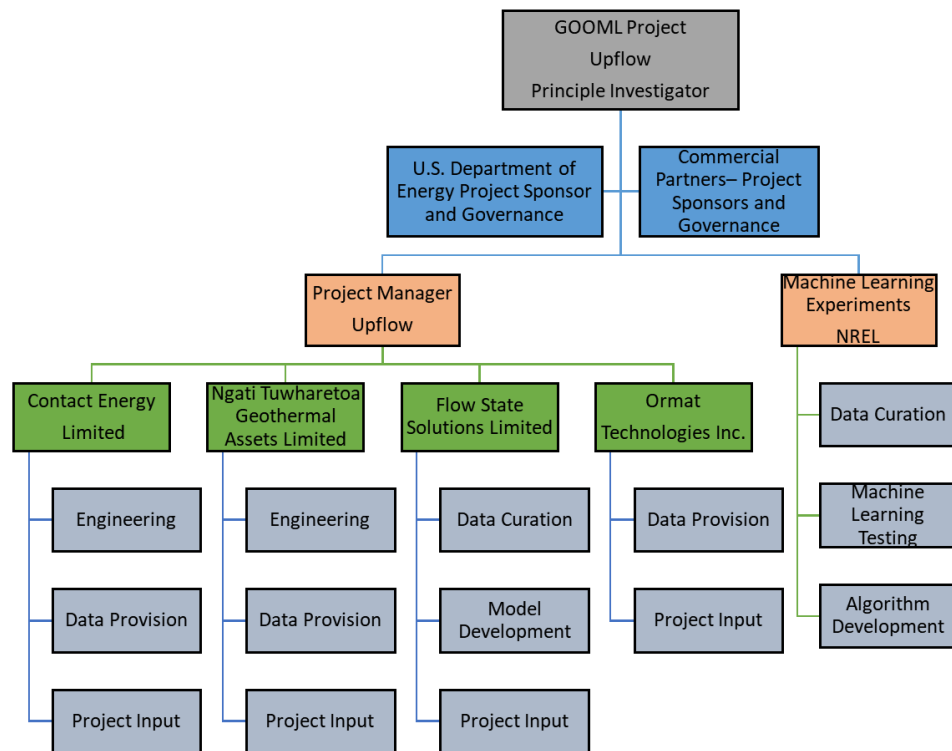 GOOML Project
Upflow
Principle Investigator
U.S. Department of
Energy Project Sponsor
and Governance
Commercial
Partners– Project
Sponsors and
Governance
Project Manager
Upflow
Machine Learning
Experiments
NREL
Contact Energy
Limited
Ngati Tuwharetoa
Geothermal
Assets Limited
Flow State
Solutions Limited
Ormat
Technologies Inc.
Engineering
Data Provision
Project Input
Engineering
Data Provision
Project Input
Data Curation
Model
Development
Project Input
Data Provision
Project Input
Data Curation
Machine
Learning
Testing
Algorithm
Development